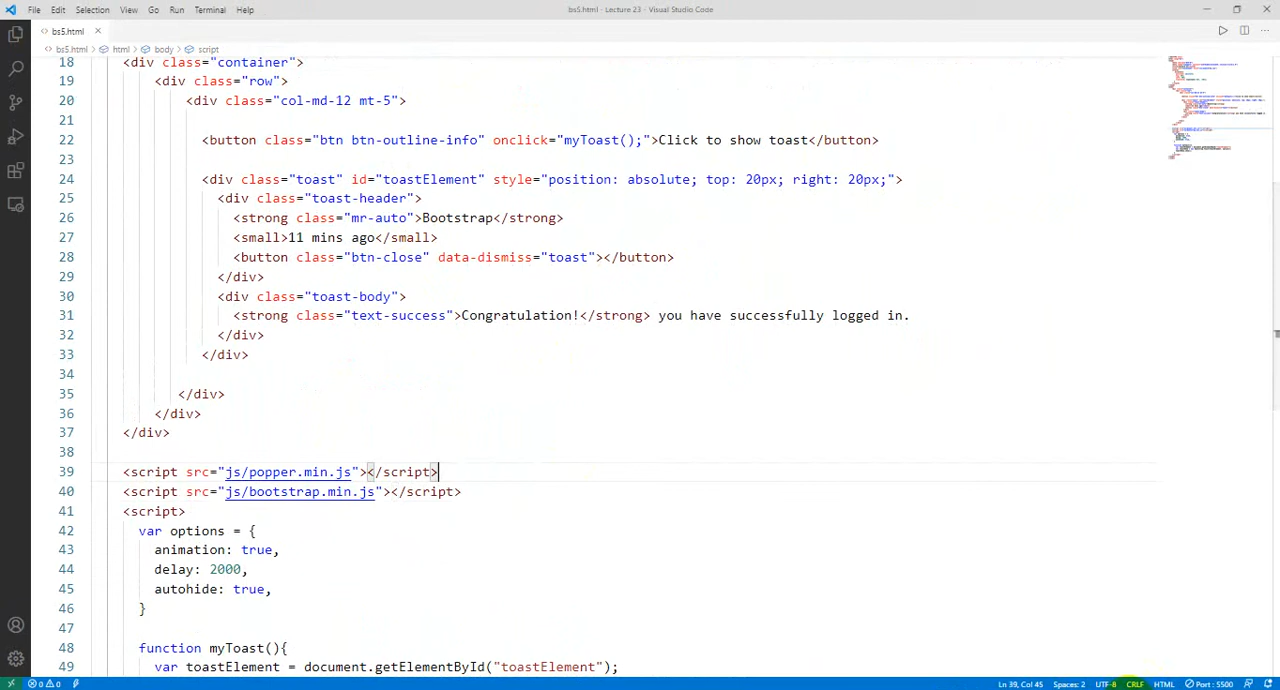 File Edit Selection View Go Run Terminal Help
bs5.html - Lecture 23 - Visual Studio Code
bs5.html
bs5.html html body script
18 <div class="container">
19 <div class="row">
20 <div class="col-md-12 mt-5">
21
22 <button class="btn btn-outline-info" onclick="myToast();">Click to show toast</button>
23
24 <div class="toast" id="toastElement" style="position: absolute; top: 20px; right: 20px;">
25 <div class="toast-header">
26 <strong class="mr-auto">Bootstrap</strong>
27 <small>11 mins ago</small>
28 <button class="btn-close" data-dismiss="toast"></button>
29 </div>
30 <div class="toast-body">
31 <strong class="text-success">Congratulation!</strong> you have successfully logged in.
32 </div>
33 </div>
34
35 </div>
36 </div>
37 </div>
38
39 <script src="js/popper.min.js"></script>
40 <script src="js/bootstrap.min.js"></script>
41 <script>
42 var options = {
43 animation: true,
44 delay: 2000,
45 autohide: true,
46 }
47
48 function myToast(){
49 var toastElement = document.getElementById("toastElement");
0 0 Ln 39, Col 45 Spaces: 2 UTF-8 CRLF HTML Port : 5500